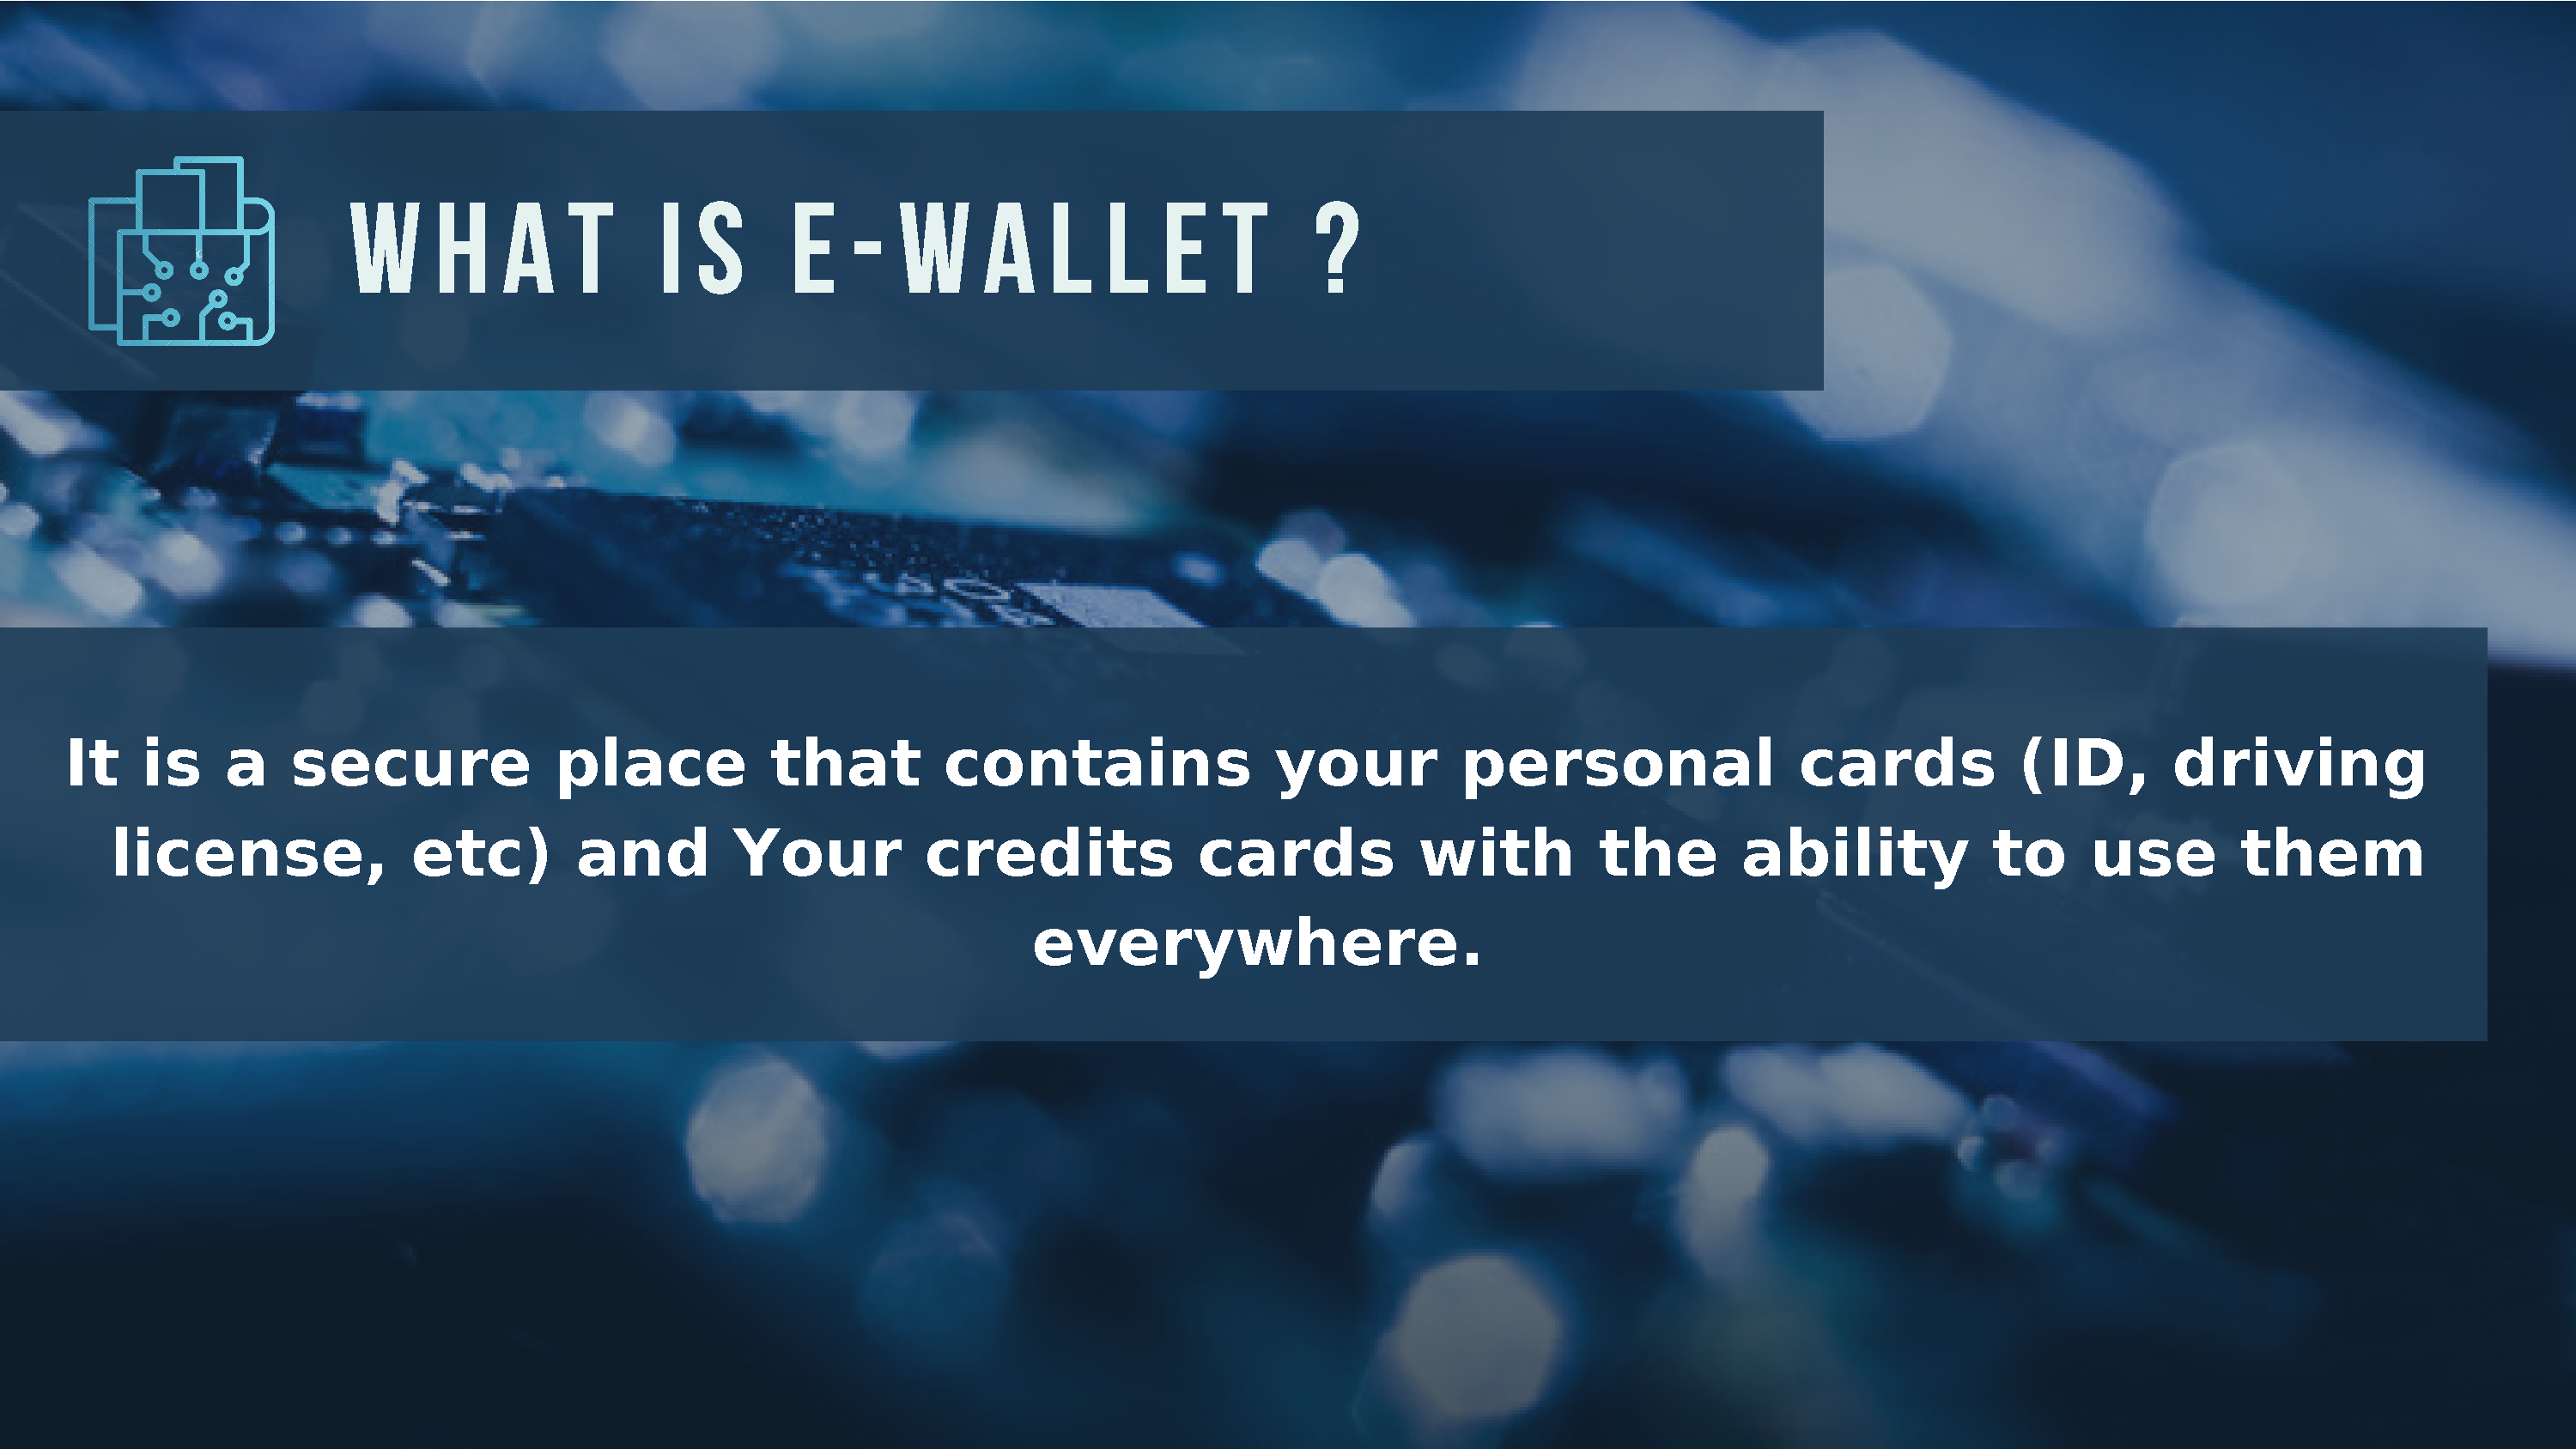 WHAT IS E-WALLET ?
It is a secure place that contains your personal cards (ID, driving
license, etc) and Your credits cards with the ability to use them
everywhere.